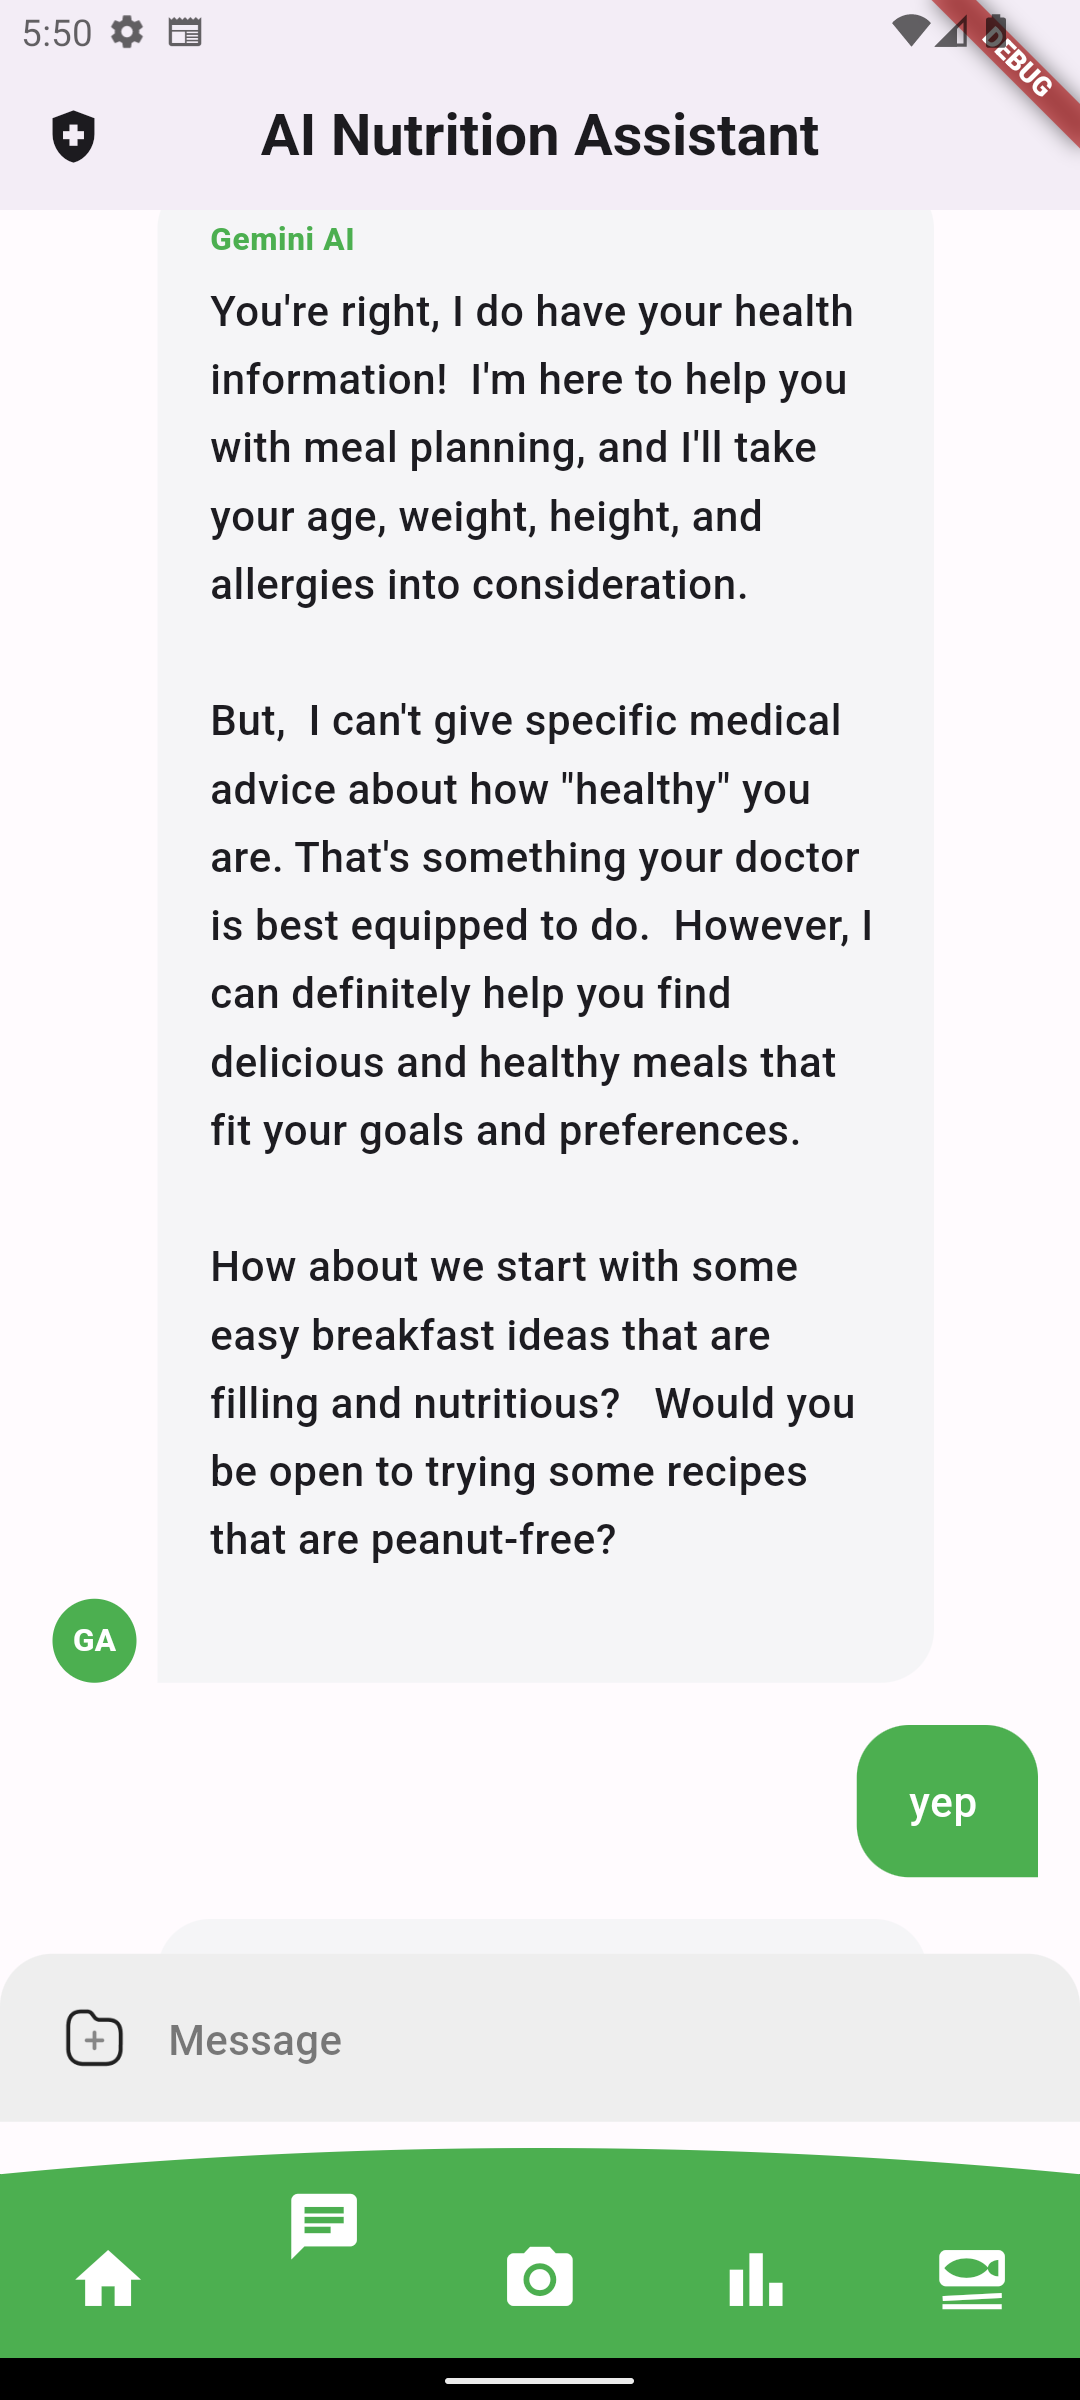 5:50
DEBUG
AI Nutrition Assistant
Gemini AI
You're right, I do have your health
information!  I'm here to help you
with meal planning, and I'll take
your age, weight, height, and
allergies into consideration.
But,  I can't give specific medical
advice about how "healthy" you
are. That's something your doctor
is best equipped to do.  However, I
can definitely help you find
delicious and healthy meals that
fit your goals and preferences.
How about we start with some
easy breakfast ideas that are
filling and nutritious?   Would you
be open to trying some recipes
that are peanut-free?
GA
yep
Message